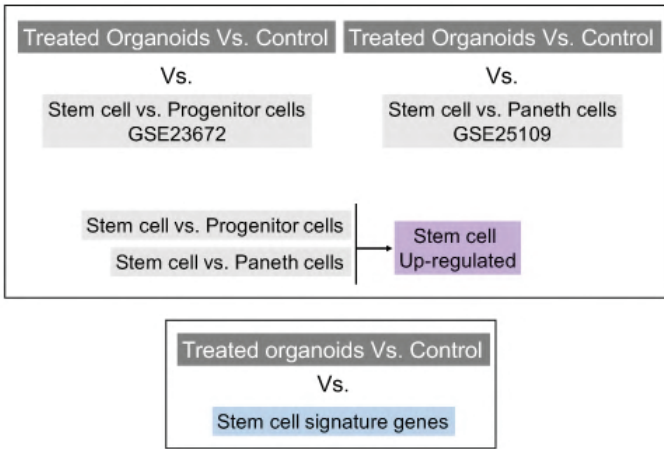 Treated Organoids Vs. Control
Vs.
Stem cell vs. Progenitor cells
GSE23672
Treated Organoids Vs. Control
Vs.
Stem cell vs. Paneth cells
GSE25109
Stem cell vs. Progenitor cells
Stem cell vs. Paneth cells
Stem cell
Up-regulated
Treated organoids Vs. Control
Vs.
Stem cell signature genes